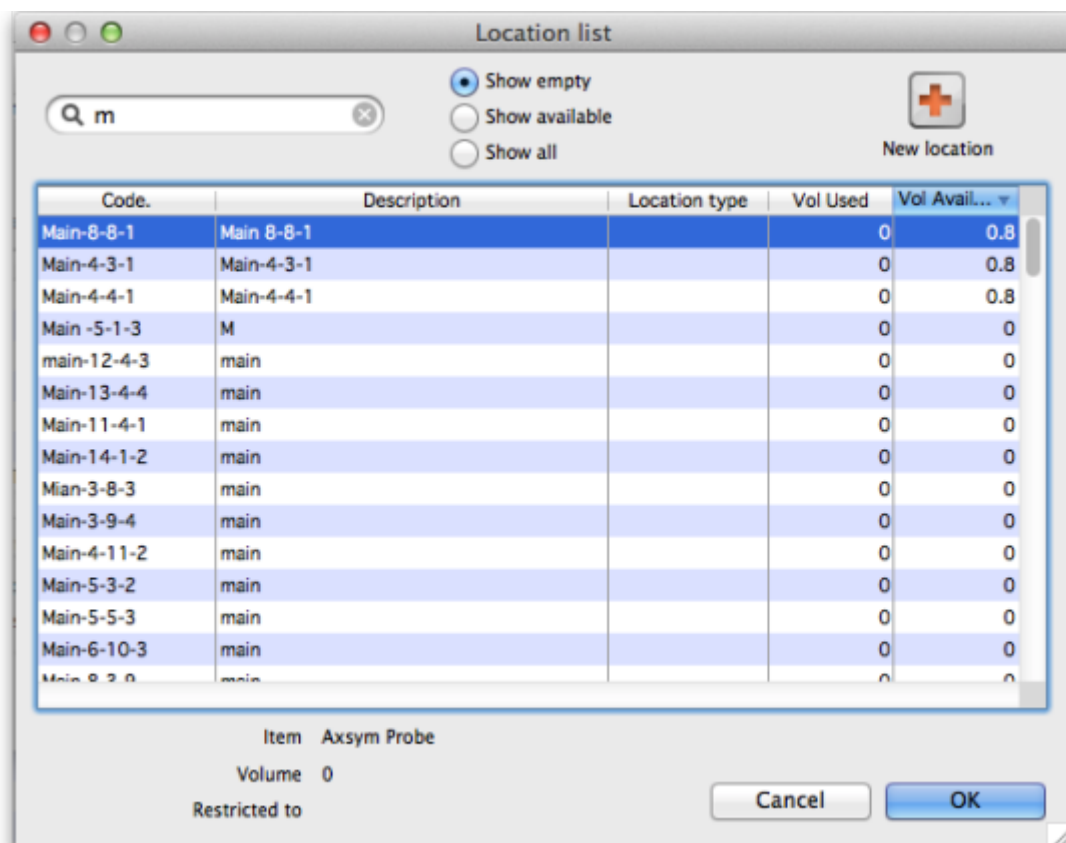 Location list
m
Show empty
Show available
Show all
New location
Code. Description Location type Vol Used Vol Avail...
Main-8-8-1 Main 8-8-1 0 0.8
Main-4-3-1 Main-4-3-1 0 0.8
Main-4-4-1 Main-4-4-1 0 0.8
Main -5-1-3 M 0 0
main-12-4-3 main 0 0
Main-13-4-4 main 0 0
Main-11-4-1 main 0 0
Main-14-1-2 main 0 0
Mian-3-8-3 main 0 0
Main-3-9-4 main 0 0
Main-4-11-2 main 0 0
Main-5-3-2 main 0 0
Main-5-5-3 main 0 0
Main-6-10-3 main 0 0
main 0 0
Item Axsym Probe
Volume 0
Restricted to
Cancel OK